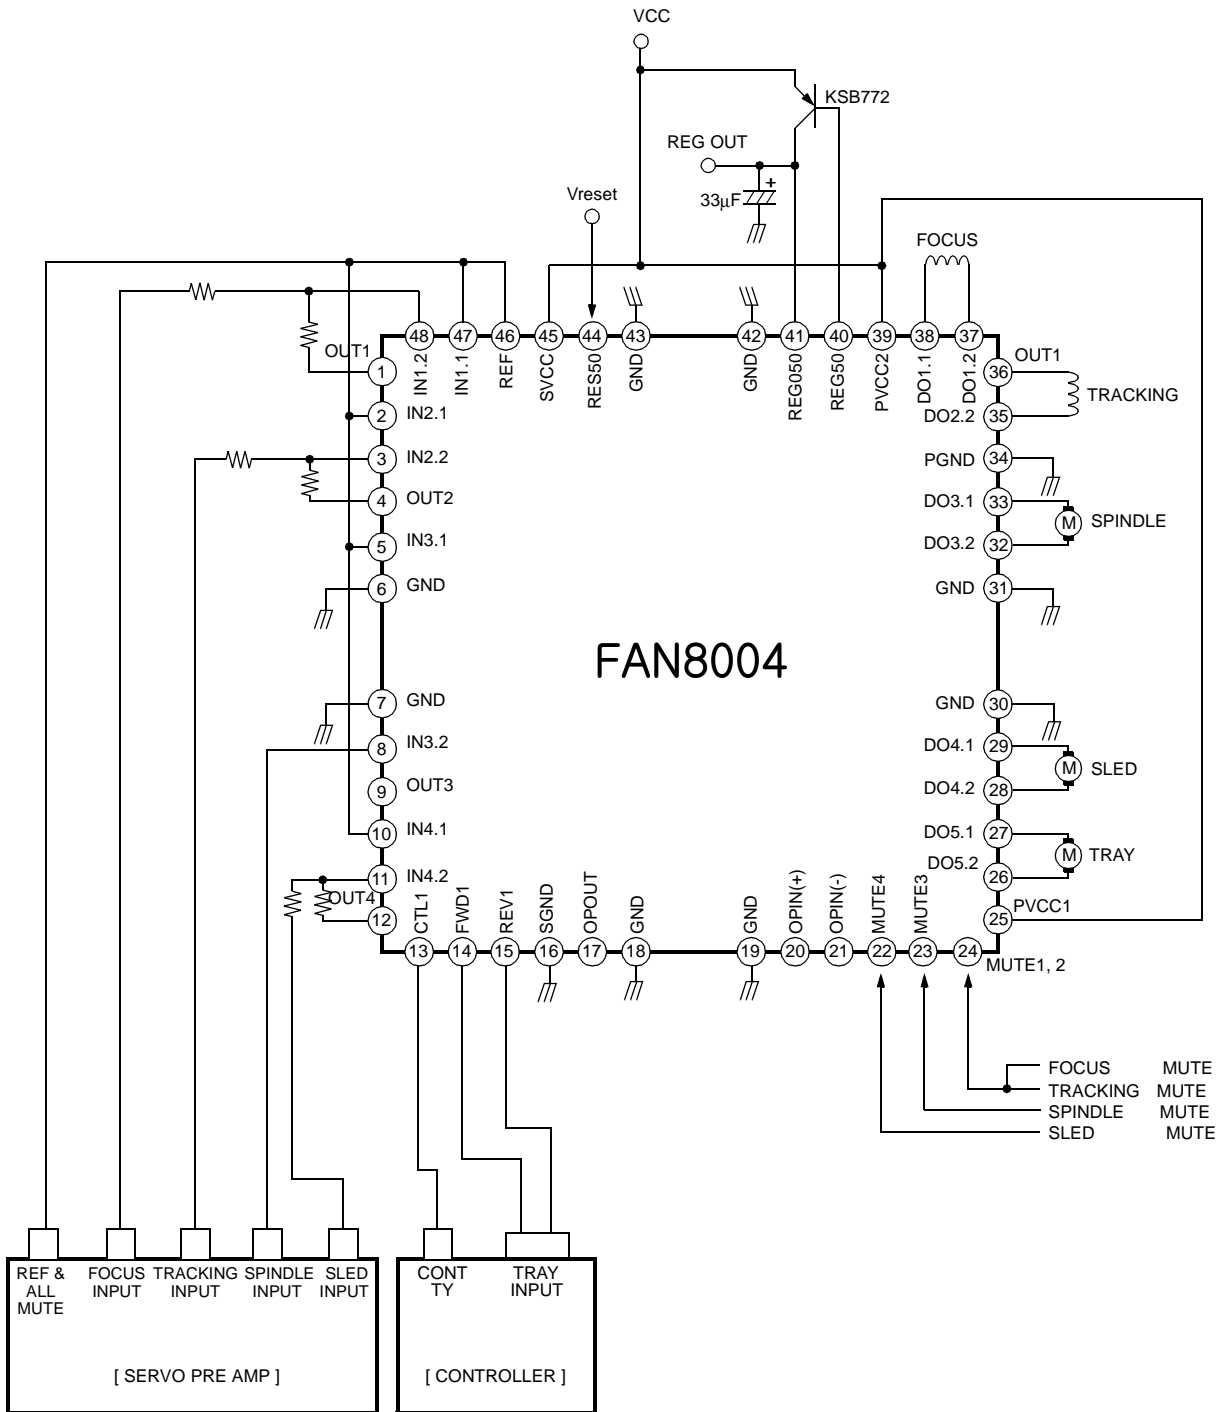 VCC
KSB772
REG OUT
33µF
+
Vreset
FOCUS
48 47 46 45 44 43 42 41 40 39 38 37
IN1.2
IN1.1
REF
SVCC
RES50
GND
GND
REG050
REG50
PVCC2
DO1.1
DO1.2
OUT1
1
2 IN2.1
3 IN2.2
4 OUT2
5 IN3.1
6 GND
7 GND
8 IN3.2
9 OUT3
10 IN4.1
11 IN4.2
OUT4
12
FAN8004
OUT1
36
TRACKING
DO2.2 35
PGND 34
DO3.1 33
M SPINDLE
DO3.2 32
GND 31
GND 30
DO4.1 29
M SLED
DO4.2 28
DO5.1 27
M TRAY
DO5.2
26
PVCC1
25
CTL1
FWD1
REV1
SGND
OPOUT
GND
GND
OPIN(+)
OPIN(-)
MUTE4
MUTE3
MUTE1, 2
13 14 15 16 17 18 19 20 21 22 23 24
FOCUS MUTE
TRACKING MUTE
SPINDLE MUTE
SLED MUTE
REF &
ALL
MUTE
FOCUS
INPUT
TRACKING
INPUT
SPINDLE
INPUT
SLED
INPUT
[ SERVO PRE AMP ]
CONT
TY
TRAY
INPUT
[ CONTROLLER ]